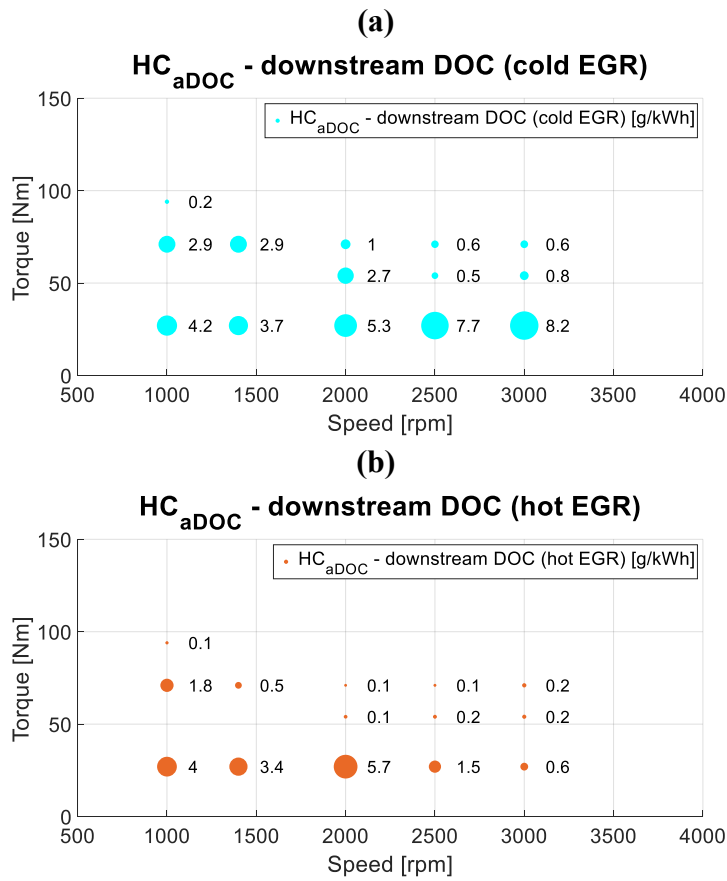 (a)
HCaDOC - downstream DOC (cold EGR)
150
HCaDOC - downstream DOC (cold EGR) [g/kWh]
100
0.2
2.9 2.9 1 0.6 0.6
2.7 0.5 0.8
50
4.2 3.7 5.3 7.7 8.2
0
Torque [Nm]
500 1000 1500 2000 2500 3000 3500 4000
Speed [rpm]
(b)
HCaDOC - downstream DOC (hot EGR)
150
HCaDOC - downstream DOC (hot EGR) [g/kWh]
100
0.1
1.8 0.5 0.1 0.1 0.2
0.1 0.2 0.2
50
4 3.4 5.7 1.5 0.6
0
Torque [Nm]
500 1000 1500 2000 2500 3000 3500 4000
Speed [rpm]